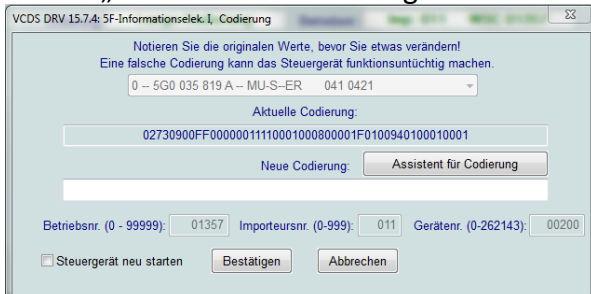 VCDS DRV 15.7.4: 5F-Informationselek. I, Codierung
Notieren Sie die originalen Werte, bevor Sie etwas verändern!
Eine falsche Codierung kann das Steuergerät funktionsuntüchtig machen.
0 -- 5G0 035 819 A -- MU-S--ER 041 0421
Aktuelle Codierung:
02730900FF00000011110001000800001F0100940100010001
Neue Codierung: Assistent für Codierung
Betriebsnr. (0 - 99999): 01357 Importeursnr. (0-999): 011 Gerätenr. (0-262143): 00200
Steuergerät neu starten Bestätigen Abbrechen